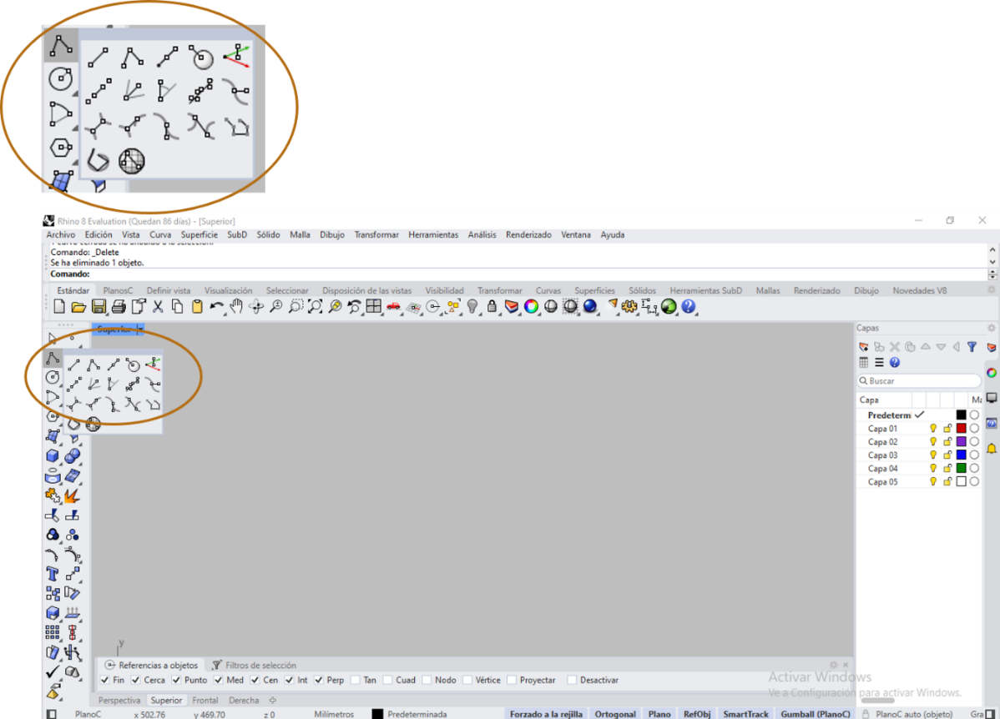 Rhino 8 Evaluation (Quedan 86 días) - [Superior]
Archivo Edición Vista Curva Superficie SubD Sólido Malla Dibujo Transformar Herramientas Análisis Renderizado Ventana Ayuda
Comando: _Delete
Se ha eliminado 1 objeto.
Comando:
Estándar PlanosC Definir vista Visualización Seleccionar Disposición de las vistas Visibilidad Transformar Curvas Superficies Sólidos Herramientas SubD Mallas Renderizado Dibujo Novedades V8
Superior
Capas
Buscar
Capa Ma
Predeterm
Capa 01
Capa 02
Capa 03
Capa 04
Capa 05
y
Referencias a objetos Filtros de selección
Fin Cerca Punto Med Cen Int Perp Tan Cuad Nodo Vértice Proyectar Desactivar
Activar Windows
Ve a Configuración para activar Windows.
Perspectiva Superior Frontal Derecha
PlanoC x 502.76 y 469.70 z 0 Milímetros Predeterminada Forzado a la rejilla Ortogonal Plano RefObj SmartTrack Gumball (PlanoC) PlanoC auto (objeto) Gra